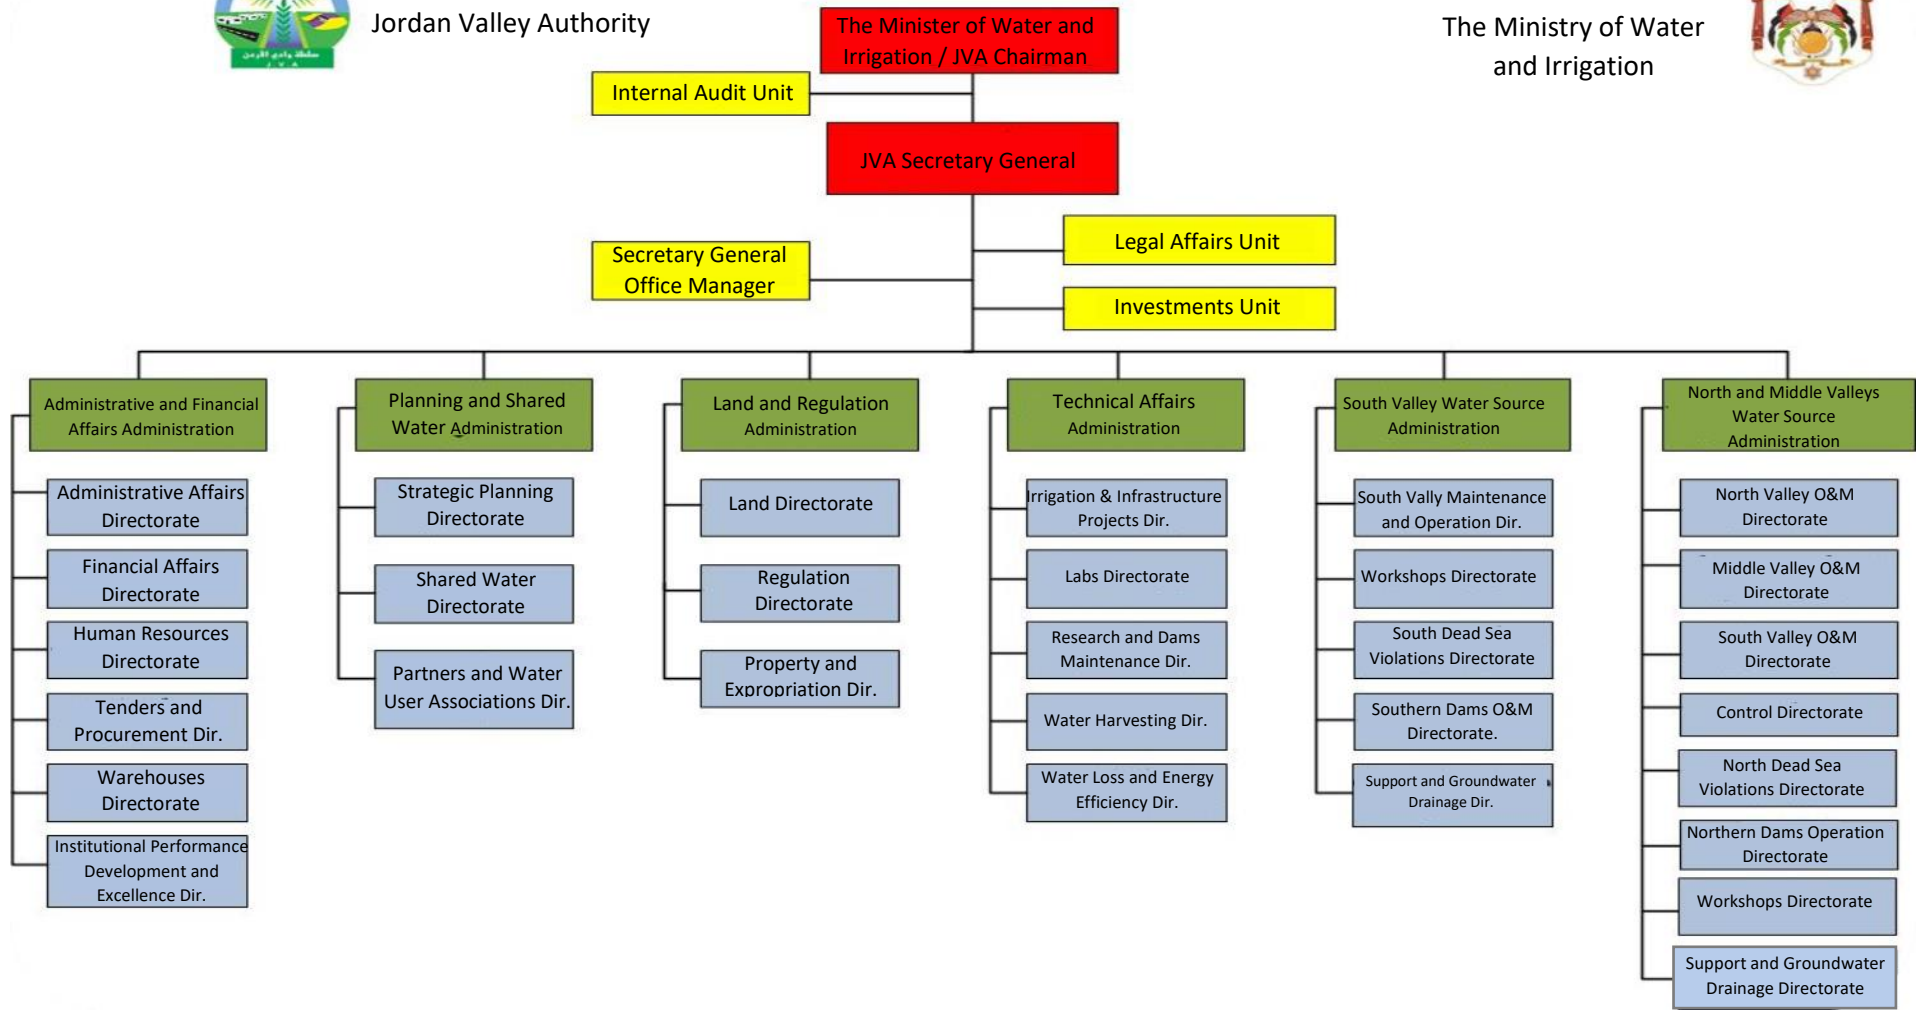 Jordan Valley Authority
سلطة وادي الأردن
J . V . A
The Minister of Water and
Irrigation / JVA Chairman
The Ministry of Water
and Irrigation
Internal Audit Unit
JVA Secretary General
Secretary General
Office Manager
Legal Affairs Unit
Investments Unit
Administrative and Financial
Affairs Administration
Administrative Affairs
Directorate
Financial Affairs
Directorate
Human Resources
Directorate
Tenders and
Procurement Dir.
Warehouses
Directorate
Institutional Performance
Development and
Excellence Dir.
Planning and Shared
Water Administration
Strategic Planning
Directorate
Shared Water
Directorate
Partners and Water
User Associations Dir.
Land and Regulation
Administration
Land Directorate
Regulation
Directorate
Property and
Expropriation Dir.
Technical Affairs
Administration
Irrigation & Infrastructure
Projects Dir.
Labs Directorate
Research and Dams
Maintenance Dir.
Water Harvesting Dir.
Water Loss and Energy
Efficiency Dir.
South Valley Water Source
Administration
South Vally Maintenance
and Operation Dir.
Workshops Directorate
South Dead Sea
Violations Directorate
Southern Dams O&M
Directorate.
Support and Groundwater
Drainage Dir.
North and Middle Valleys
Water Source
Administration
North Valley O&M
Directorate
Middle Valley O&M
Directorate
South Valley O&M
Directorate
Control Directorate
North Dead Sea
Violations Directorate
Northern Dams Operation
Directorate
Workshops Directorate
Support and Groundwater
Drainage Directorate